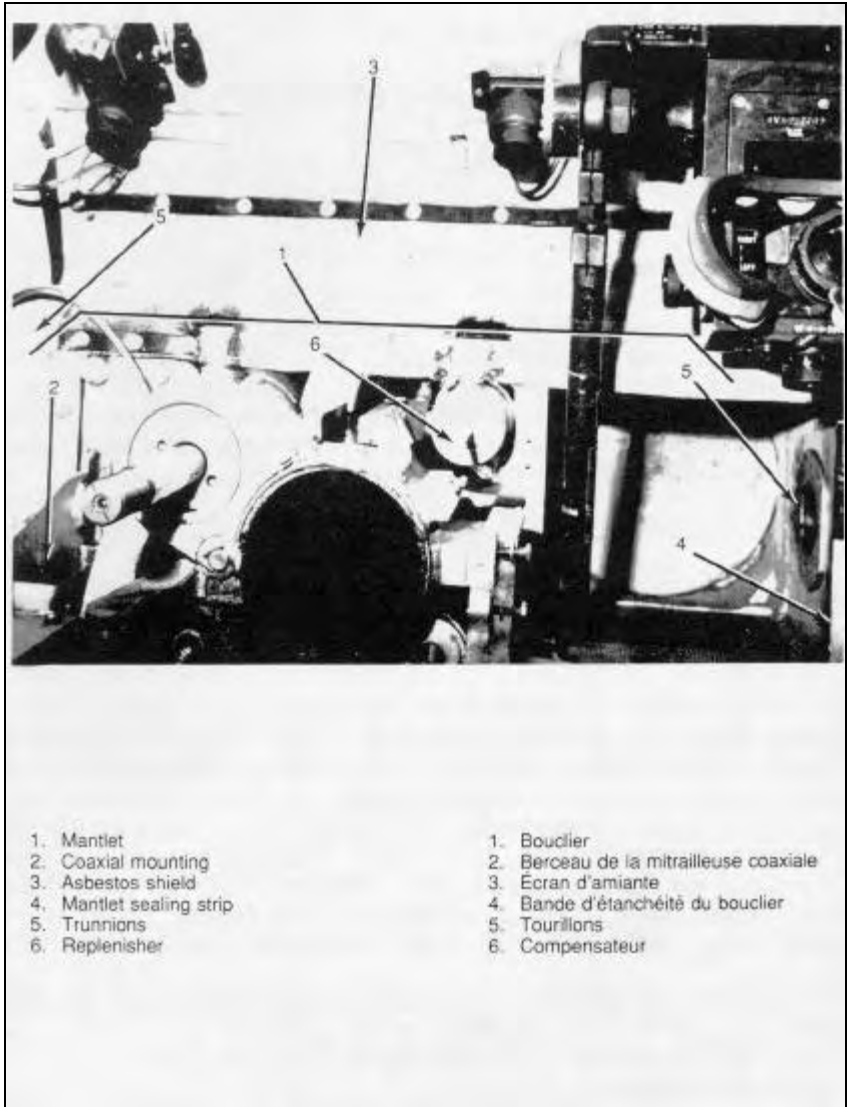 3
5
1
6
2
5
4
RIGHT
LEFT
1. Mantlet
2. Coaxial mounting
3. Asbestos shield
4. Mantlet sealing strip
5. Trunnions
6. Replenisher
1. Bouclier
2. Berceau de la mitrailleuse coaxiale
3. Écran d'amiante
4. Bande d'étanchéité du bouclier
5. Tourillons
6. Compensateur